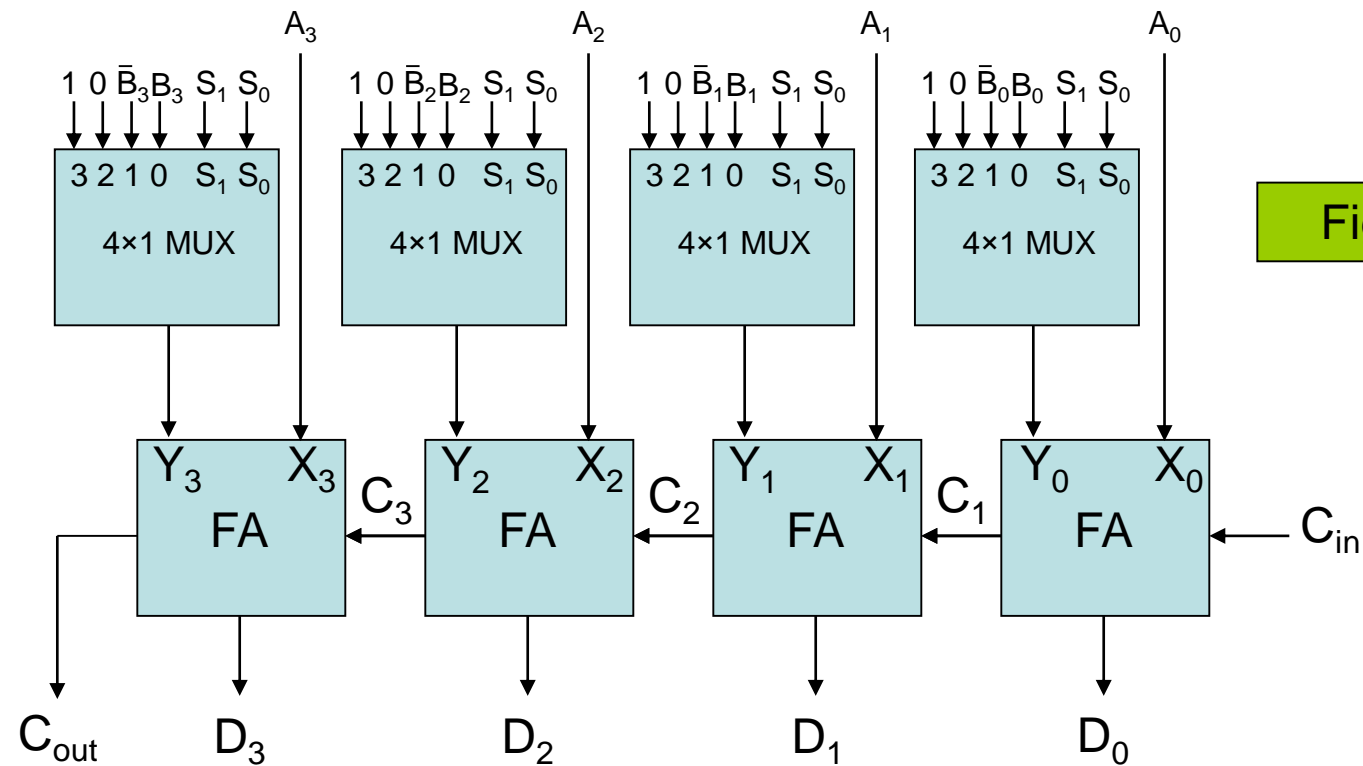 A₃ A₂ A₁ A₀
1 0 B̅₃ B₃ S₁ S₀ 1 0 B̅₂ B₂ S₁ S₀ 1 0 B̅₁ B₁ S₁ S₀ 1 0 B̅₀ B₀ S₁ S₀
3 2 1 0 S₁ S₀ 3 2 1 0 S₁ S₀ 3 2 1 0 S₁ S₀ 3 2 1 0 S₁ S₀
4×1 MUX 4×1 MUX 4×1 MUX 4×1 MUX
Y₃ X₃ Y₂ X₂ Y₁ X₁ Y₀ X₀
C₃ C₂ C₁
FA FA FA FA C_in
C_out D₃ D₂ D₁ D₀